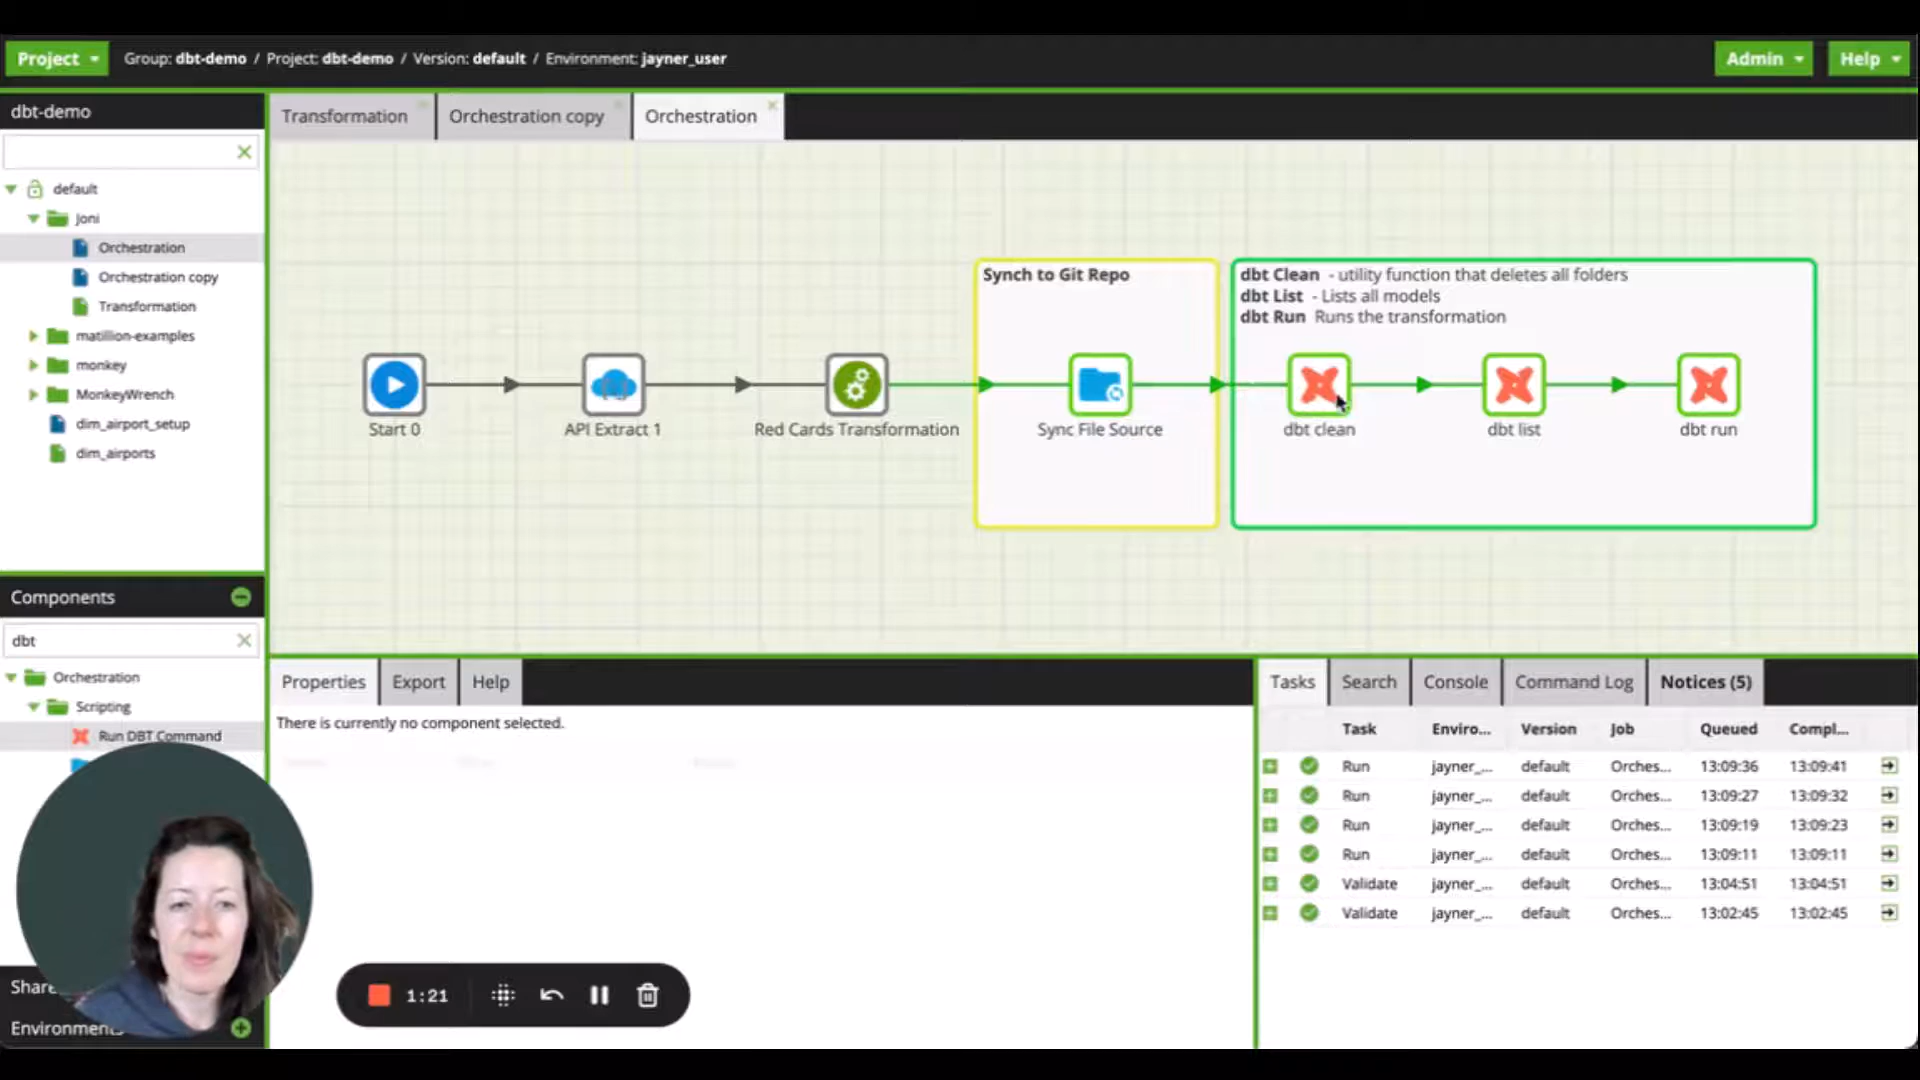 Project
Group: dbt-demo / Project: dbt-demo / Version: default / Environment: jayner_user
Admin
Help
dbt-demo
Transformation
Orchestration copy
Orchestration
default
Joni
Orchestration
Orchestration copy
Transformation
matillion-examples
monkey
MonkeyWrench
dim_airport_setup
dim_airports
Synch to Git Repo
dbt Clean - utility function that deletes all folders
dbt List - Lists all models
dbt Run Runs the transformation
Start 0
API Extract 1
Red Cards Transformation
Sync File Source
dbt clean
dbt list
dbt run
Components
dbt
Orchestration
Scripting
Run DBT Command
Share
Environments
Properties
Export
Help
There is currently no component selected.
1:21
Tasks
Search
Console
Command Log
Notices (5)
Task Enviro... Version Job Queued Compl...
Run jayner_... default Orches... 13:09:36 13:09:41
Run jayner_... default Orches... 13:09:27 13:09:32
Run jayner_... default Orches... 13:09:19 13:09:23
Run jayner_... default Orches... 13:09:11 13:09:11
Validate jayner_... default Orches... 13:04:51 13:04:51
Validate jayner_... default Orches... 13:02:45 13:02:45